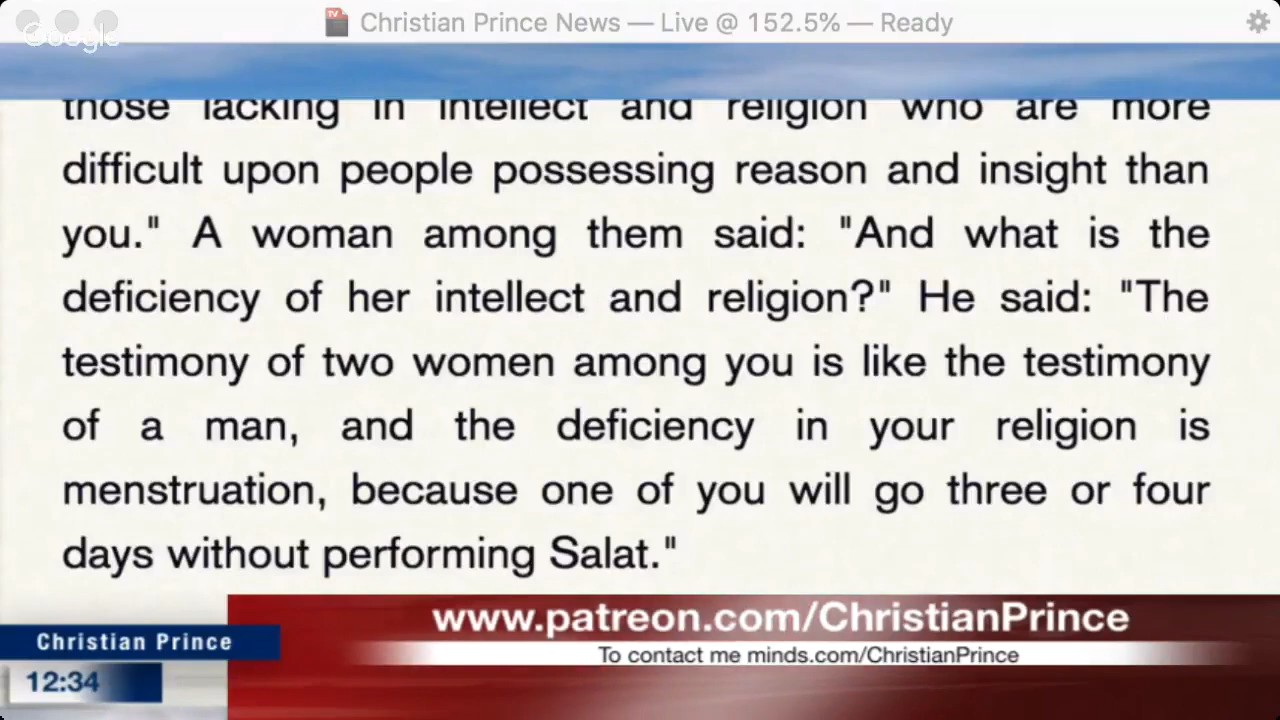 Christian Prince News — Live @ 152.5% — Ready
Google
those lacking in intellect and religion who are more
difficult upon people possessing reason and insight than
you." A woman among them said: "And what is the
deficiency of her intellect and religion?" He said: "The
testimony of two women among you is like the testimony
of a man, and the deficiency in your religion is
menstruation, because one of you will go three or four
days without performing Salat."
www.patreon.com/ChristianPrince
To contact me minds.com/ChristianPrince
Christian Prince
12:34
TV